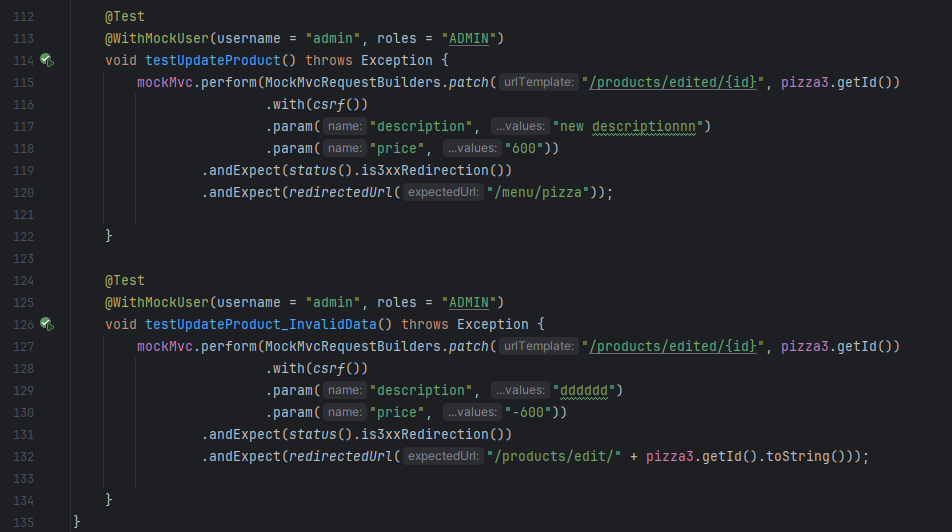 112 @Test
113 @WithMockUser(username = "admin", roles = "ADMIN")
114 void testUpdateProduct() throws Exception {
115 mockMvc.perform(MockMvcRequestBuilders.patch( urlTemplate: "/products/edited/{id}", pizza3.getId())
116 .with(csrf())
117 .param( name: "description", ...values: "new descriptionnn")
118 .param( name: "price", ...values: "600"))
119 .andExpect(status().is3xxRedirection())
120 .andExpect(redirectedUrl( expectedUrl: "/menu/pizza"));
121
122 }
123
124 @Test
125 @WithMockUser(username = "admin", roles = "ADMIN")
126 void testUpdateProduct_InvalidData() throws Exception {
127 mockMvc.perform(MockMvcRequestBuilders.patch( urlTemplate: "/products/edited/{id}", pizza3.getId())
128 .with(csrf())
129 .param( name: "description", ...values: "dddddd")
130 .param( name: "price", ...values: "-600"))
131 .andExpect(status().is3xxRedirection())
132 .andExpect(redirectedUrl( expectedUrl: "/products/edit/" + pizza3.getId().toString()));
133
134 }
135 }